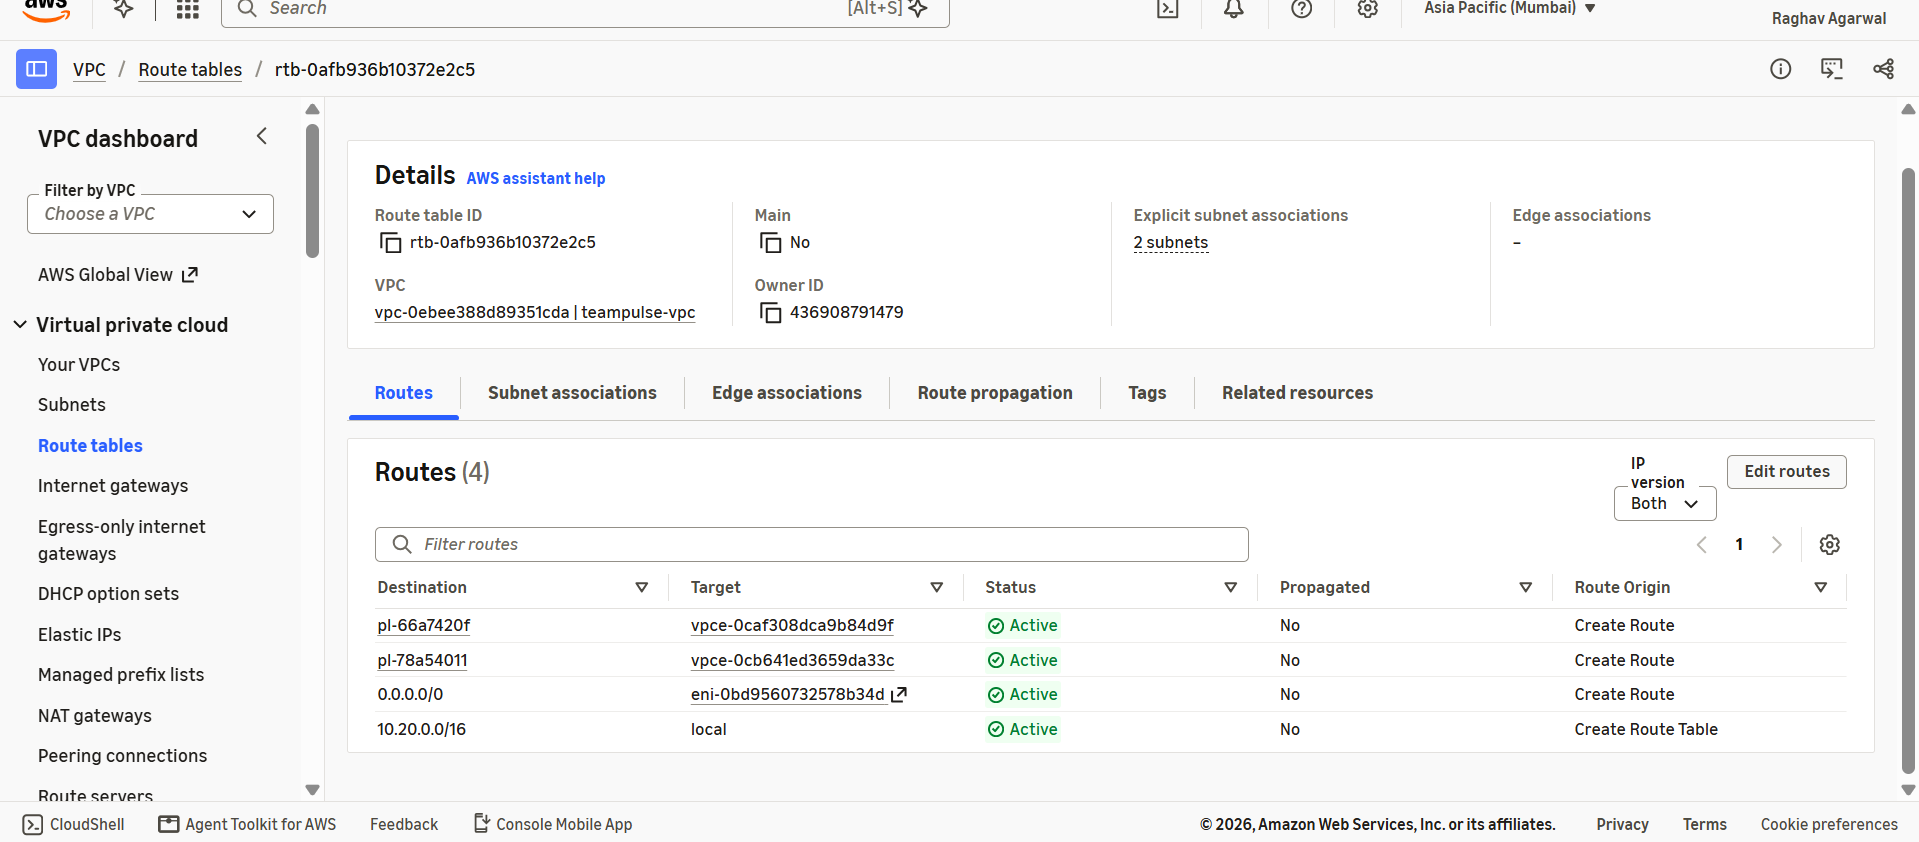 aws
Search
[Alt+S]
Asia Pacific (Mumbai)
Raghav Agarwal
VPC / Route tables / rtb-0afb936b10372e2c5
VPC dashboard
Filter by VPC
Choose a VPC
AWS Global View
Virtual private cloud
Your VPCs
Subnets
Route tables
Internet gateways
Egress-only internet
gateways
DHCP option sets
Elastic IPs
Managed prefix lists
NAT gateways
Peering connections
Route servers
Details AWS assistant help
Route table ID
rtb-0afb936b10372e2c5
Main
No
Explicit subnet associations
2 subnets
Edge associations
–
VPC
vpc-0ebee388d89351cda | teampulse-vpc
Owner ID
436908791479
Routes Subnet associations Edge associations Route propagation Tags Related resources
Routes (4)
IP
version
Both
Edit routes
Filter routes
1
Destination Target Status Propagated Route Origin
pl-66a7420f vpce-0caf308dca9b84d9f Active No Create Route
pl-78a54011 vpce-0cb641ed3659da33c Active No Create Route
0.0.0.0/0 eni-0bd9560732578b34d Active No Create Route
10.20.0.0/16 local Active No Create Route Table
CloudShell Agent Toolkit for AWS Feedback Console Mobile App © 2026, Amazon Web Services, Inc. or its affiliates. Privacy Terms Cookie preferences